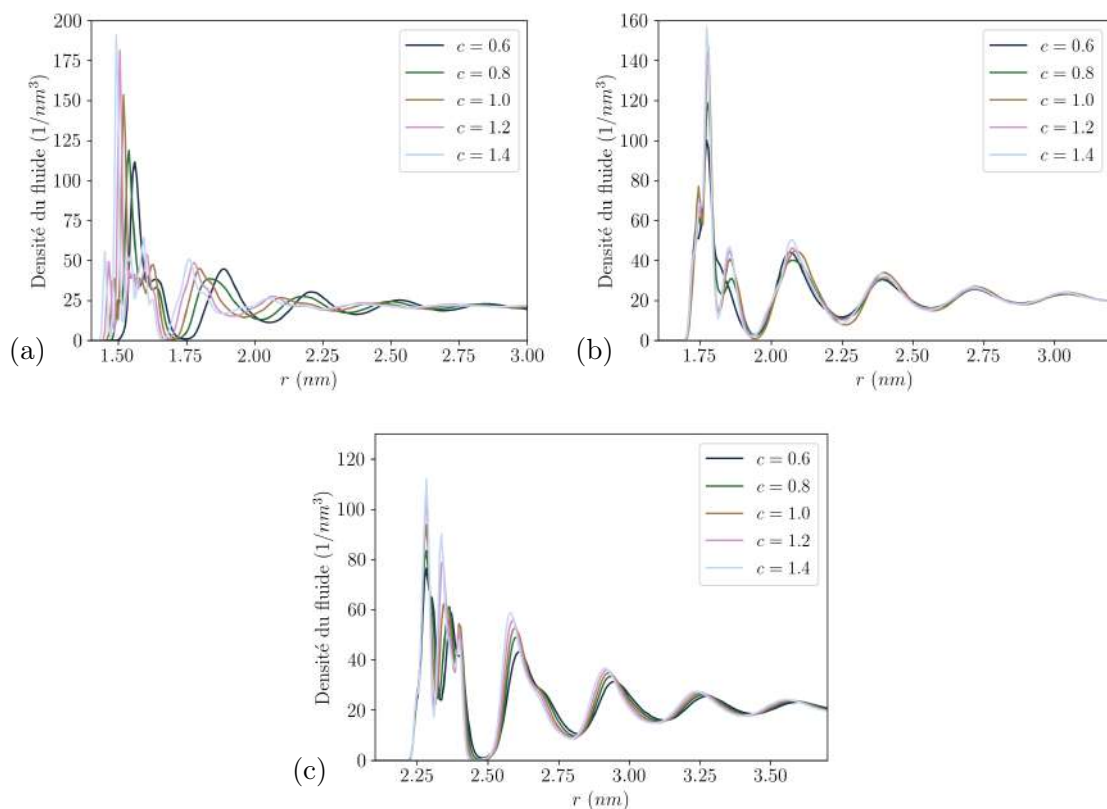 Densité du fluide (1/nm³)
200
175
150
125
100
75
50
25
0
c = 0.6
c = 0.8
c = 1.0
c = 1.2
c = 1.4
1.50 1.75 2.00 2.25 2.50 2.75 3.00
r (nm)
(a)
Densité du fluide (1/nm³)
160
140
120
100
80
60
40
20
0
c = 0.6
c = 0.8
c = 1.0
c = 1.2
c = 1.4
1.75 2.00 2.25 2.50 2.75 3.00
r (nm)
(b)
Densité du fluide (1/nm³)
120
100
80
60
40
20
0
c = 0.6
c = 0.8
c = 1.0
c = 1.2
c = 1.4
2.25 2.50 2.75 3.00 3.25 3.50
r (nm)
(c)